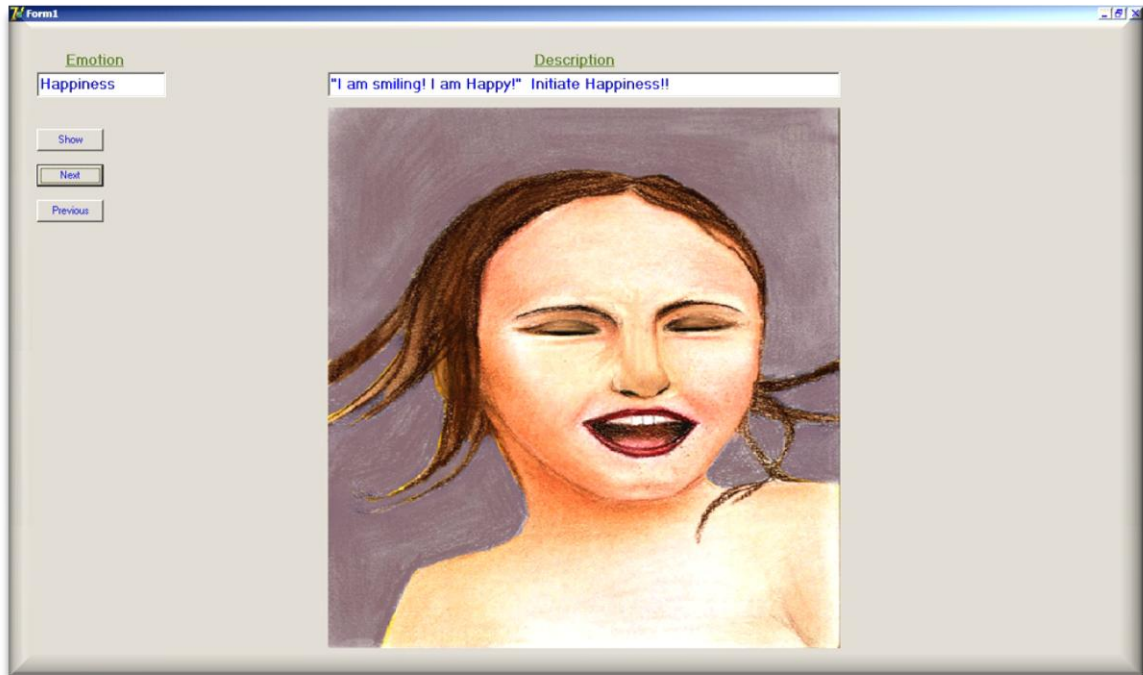 Form1
Emotion
Description
Happiness
"I am smiling! I am Happy!"  Initiate Happiness!!
Show
Next
Previous